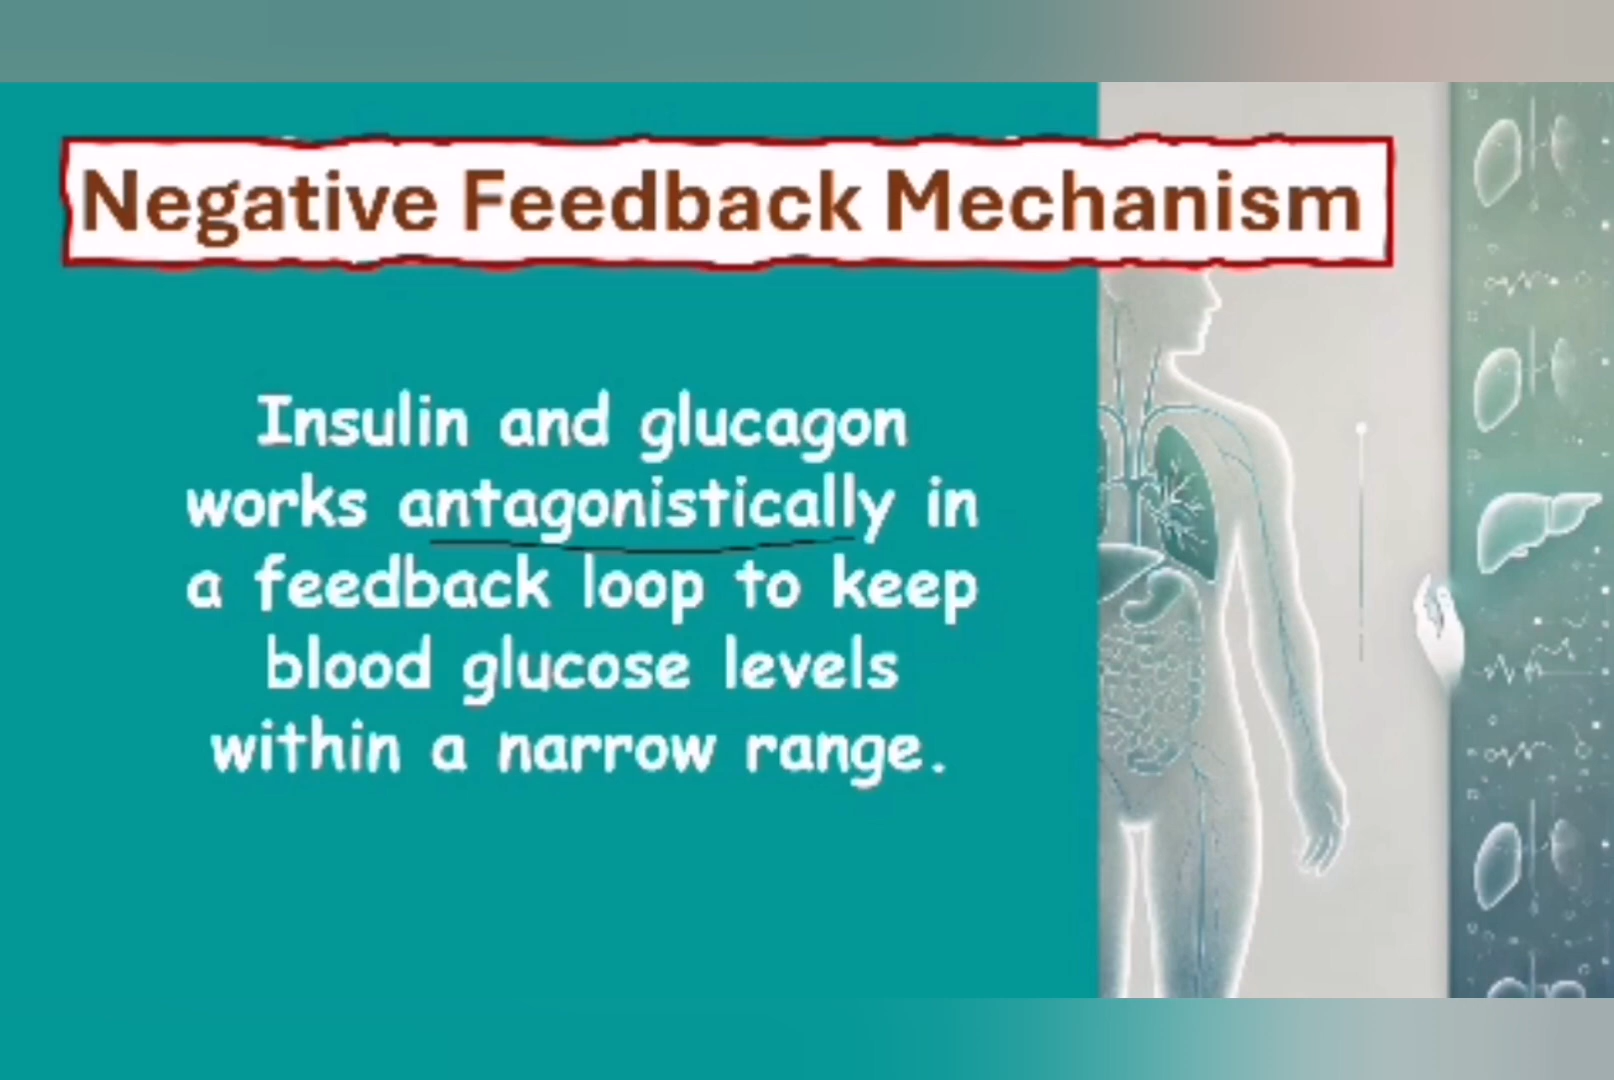 Negative Feedback Mechanism
Insulin and glucagon
works antagonistically in
a feedback loop to keep
blood glucose levels
within a narrow range.